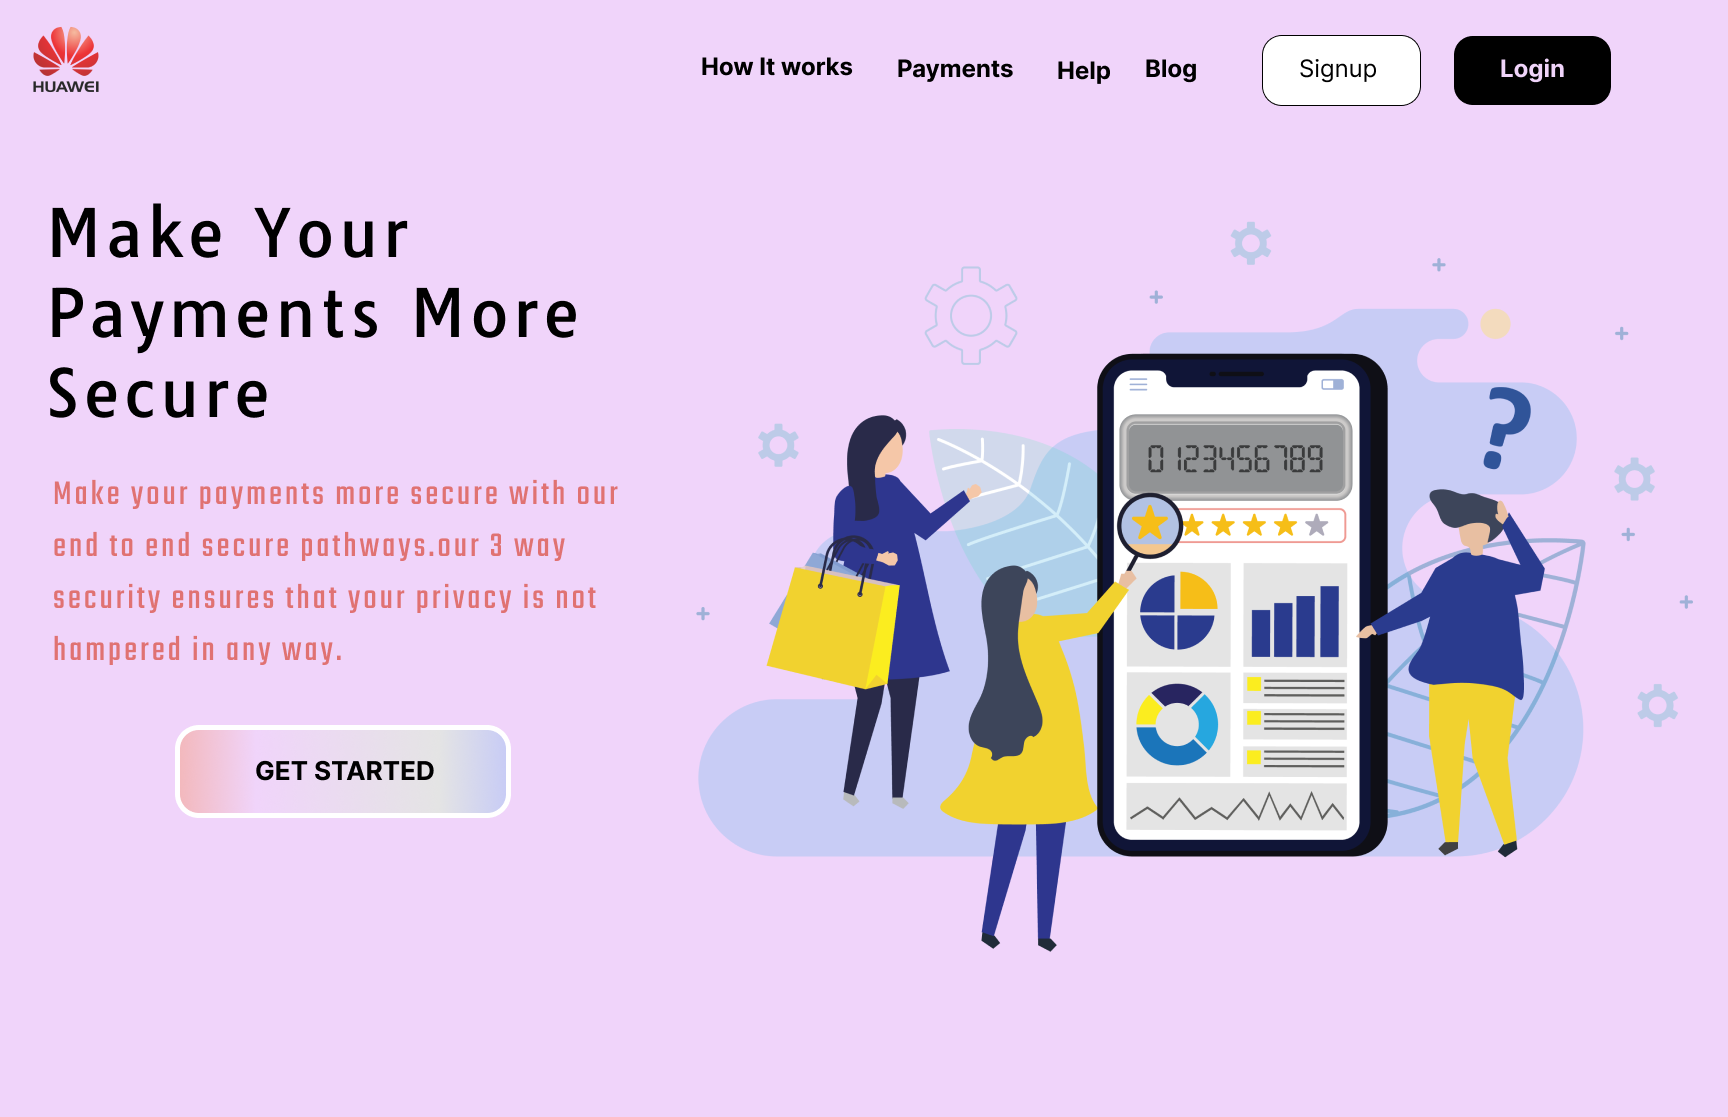 HUAWEI
How It works
Payments
Help
Blog
Signup
Login
Make Your
Payments More
Secure
Make your payments more secure with our
end to end secure pathways.our 3 way
security ensures that your privacy is not
hampered in any way.
GET STARTED
0123456789
?